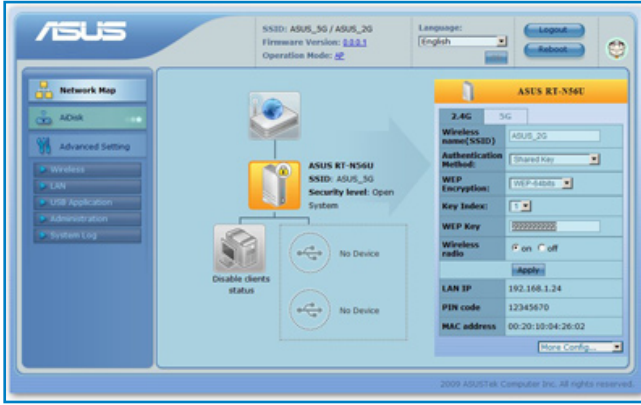 ASUS
SSID: ASUS_5G / ASUS_2G
Firmware Version: 0.0.0.1
Operation Mode: AP
Language:
English
Logout
Reboot
Network Map
AiDisk
Advanced Setting
Wireless
LAN
USB Application
Administration
System Log
ASUS RT-N56U
SSID: ASUS_5G
Security level: Open
System
Disable clients
status
No Device
No Device
ASUS RT-N56U
2.4G 5G
Wireless
name(SSID) ASUS_2G
Authentication
Method: Shared Key
WEP
Encryption: WEP-64bits
Key Index: 1
WEP Key 2222222222
Wireless
radio on off
Apply
LAN IP 192.168.1.24
PIN code 12345670
MAC address 00:20:10:04:26:02
More Config...
2009 ASUSTek Computer Inc. All rights reserved.